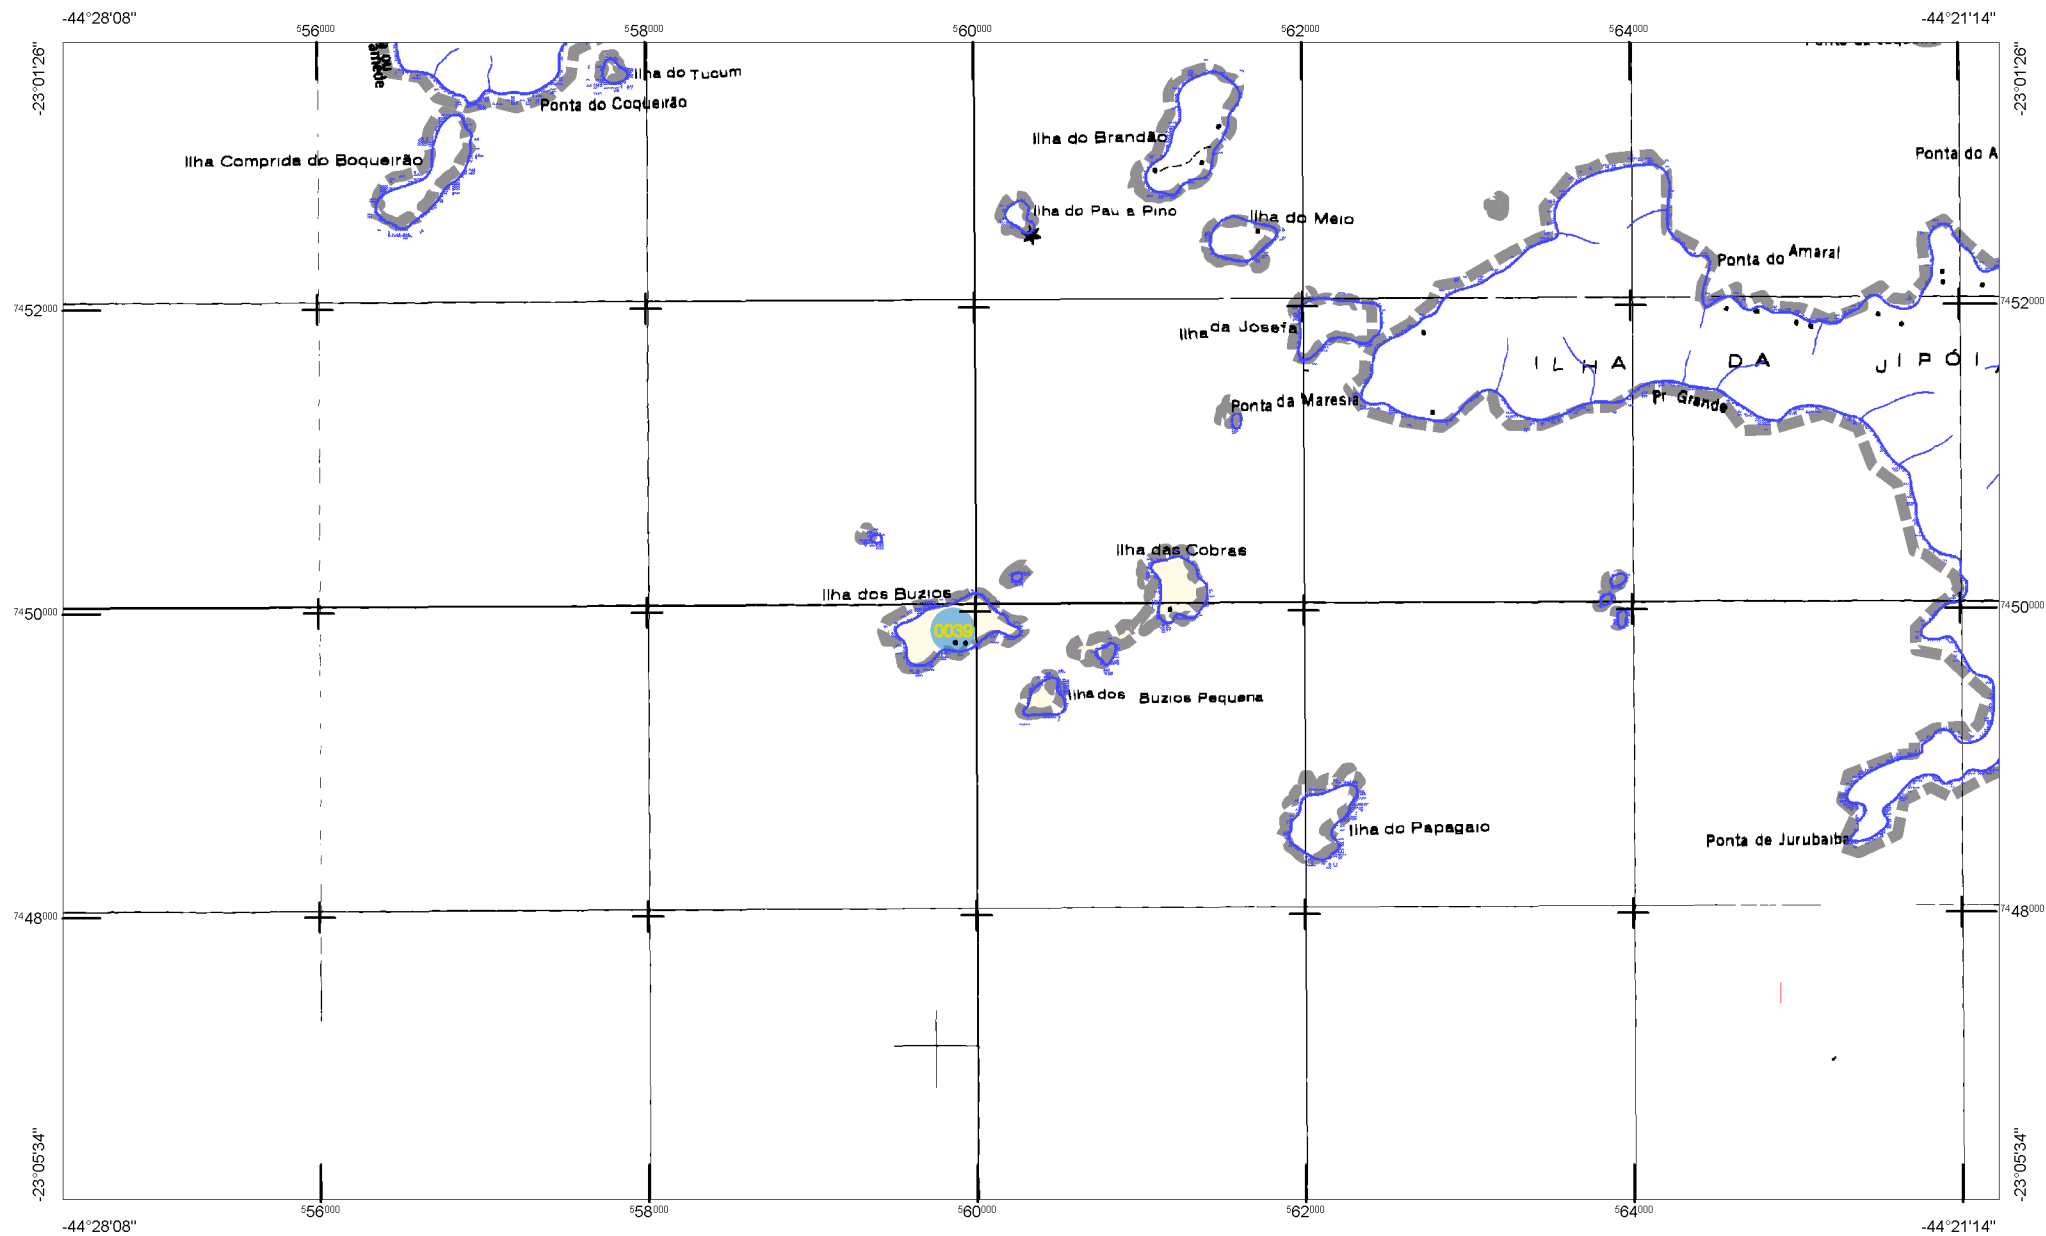 -44°28'08" -44°21'14"
556000 558000 560000 562000 564000
-23°01'26" -23°01'26"
Ilha do Tucum
Ponta do Coqueirão
Ilha Comprida do Boqueirão
Ilha do Brandão
Ponta do A
Ilha do Pau a Pino
Ilha do Meio
Ponta do Amaral
7452000 7452000
Ilha da Josefa
ILHA DA JIPÓI
Ponta da Maresia
Pr Grande
Ilha das Cobras
Ilha dos Buzios
7450000 7450000
0039
Ilha dos Buzios Pequena
Ilha do Papagaio
Ponta de Jurubaiba
7448000 7448000
-23°05'34" -23°05'34"
556000 558000 560000 562000 564000
-44°28'08" -44°21'14"